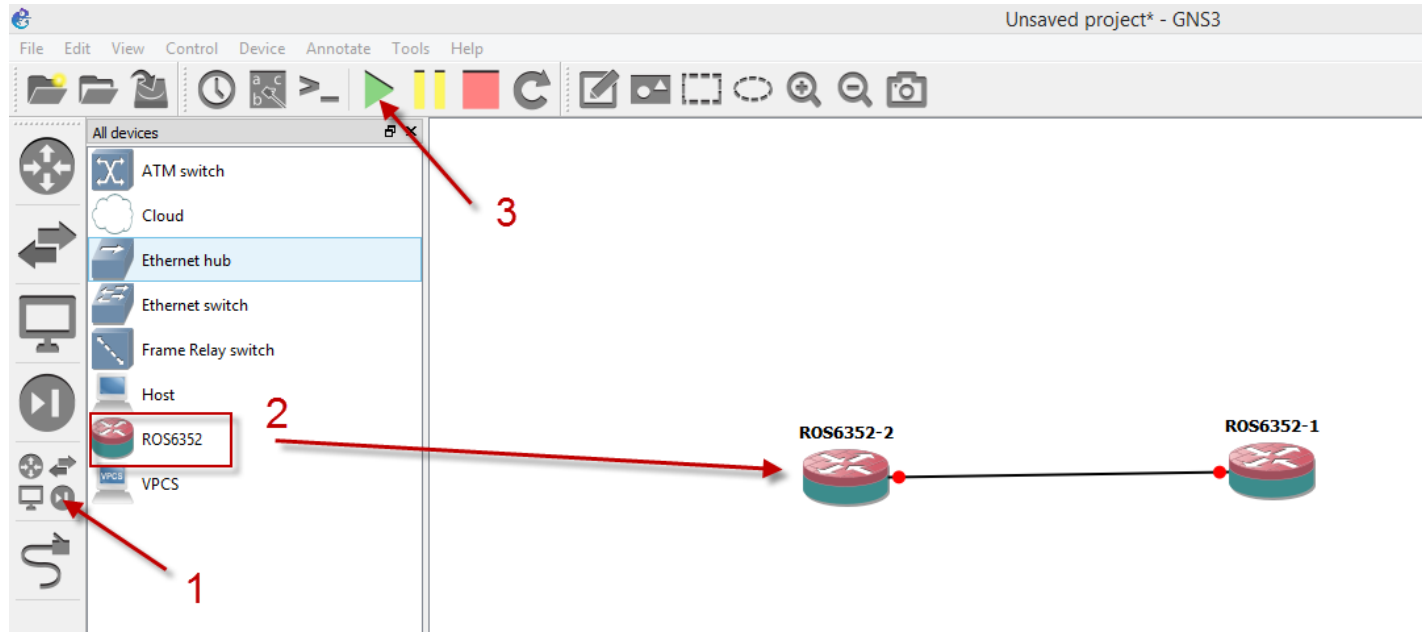 Unsaved project* - GNS3
File Edit View Control Device Annotate Tools Help
a c
b
>_
All devices
3
ATM switch
Cloud
Ethernet hub
Ethernet switch
Frame Relay switch
Host
2
ROS6352
ROS6352-2
ROS6352-1
VPCS
VPCS
1